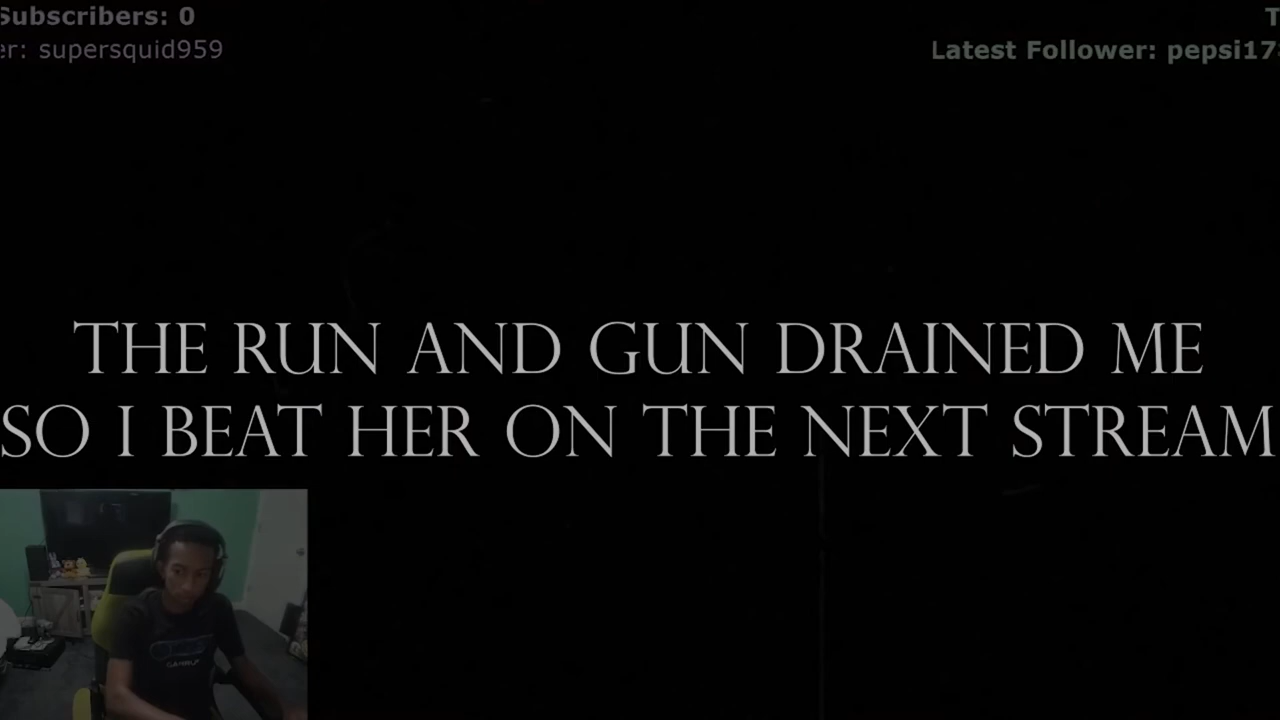 Subscribers: 0
er: supersquid959
Latest Follower: pepsi17
THE RUN AND GUN DRAINED ME
SO I BEAT HER ON THE NEXT STREAM